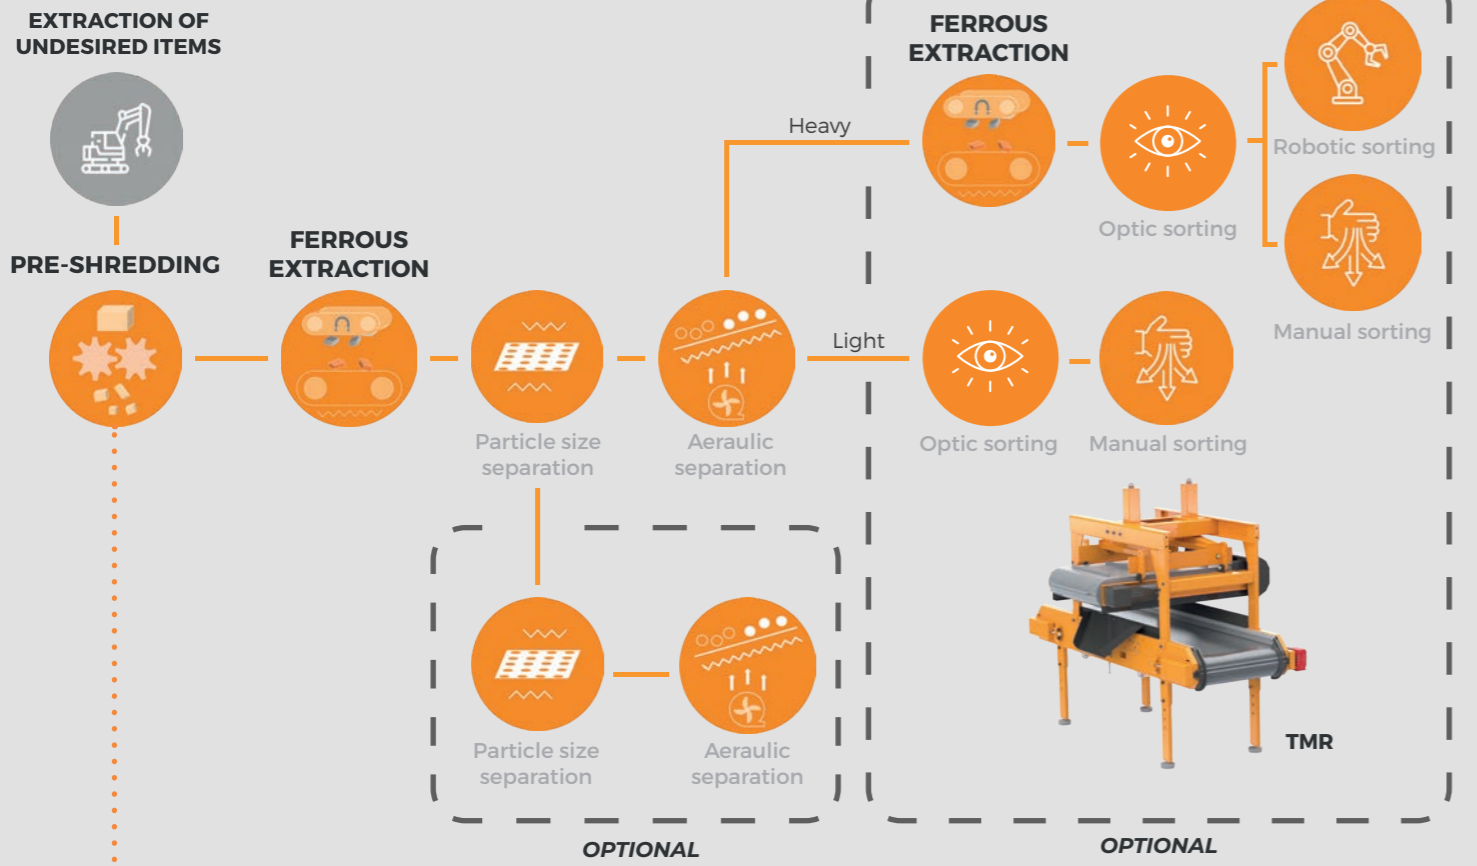 EXTRACTION OF
UNDESIRED ITEMS
PRE-SHREDDING
FERROUS
EXTRACTION
Particle size
separation
Aeraulic
separation
Heavy
Light
FERROUS
EXTRACTION
Optic sorting
Robotic sorting
Manual sorting
Optic sorting
Manual sorting
TMR
OPTIONAL
Particle size
separation
Aeraulic
separation
OPTIONAL